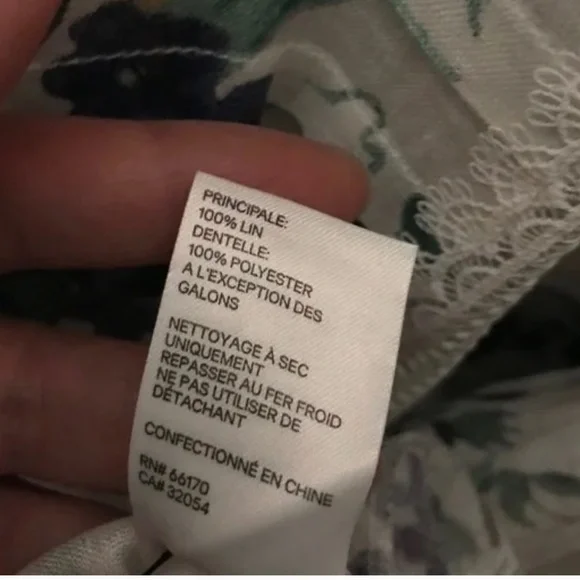 PRINCIPALE:
100% LIN
DENTELLE:
100% POLYESTER
A L'EXCEPTION DES
GALONS
NETTOYAGE À SEC
UNIQUEMENT
REPASSER AU FER FROID
NE PAS UTILISER DE
DÉTACHANT
CONFECTIONNÉ EN CHINE
RN# 66170
CA# 32054